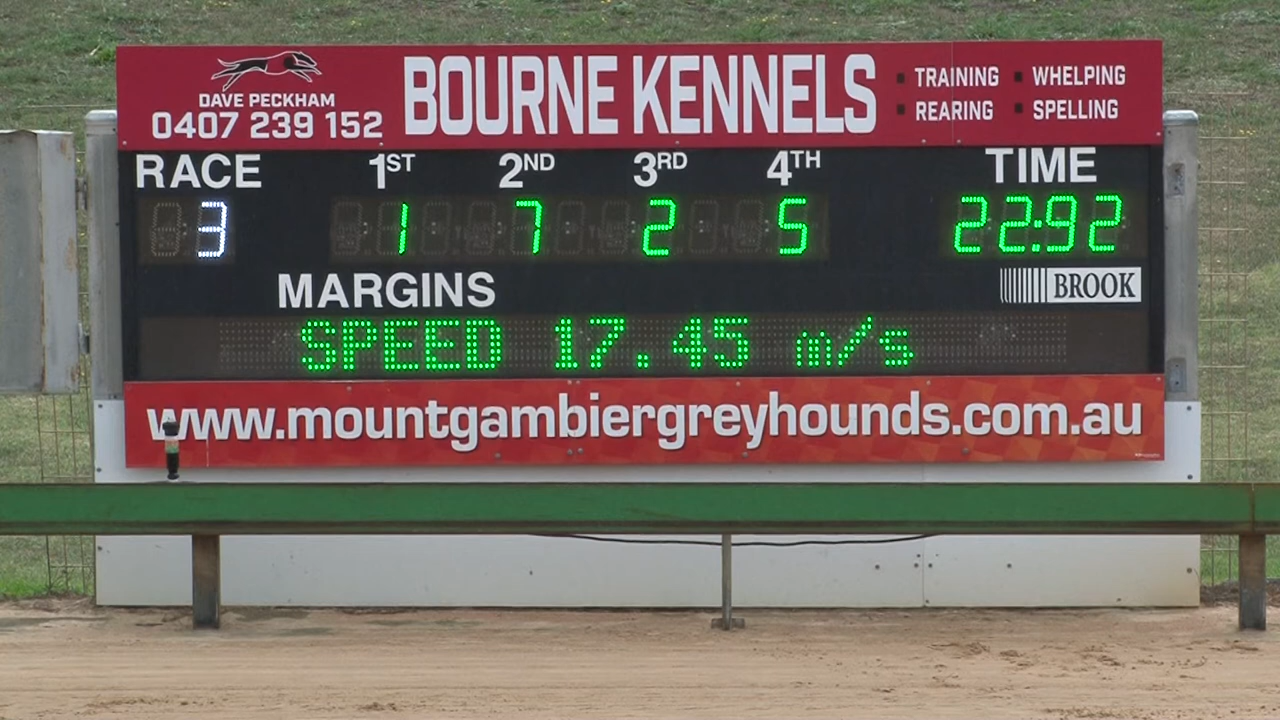 BOURNE KENNELS
DAVE PECKHAM
0407 239 152
▪ TRAINING ▪ WHELPING
▪ REARING ▪ SPELLING
RACE 1ST 2ND 3RD 4TH TIME
3 1 7 2 5 22:92
MARGINS BROOK
SPEED 17.45 m/s
www.mountgambiergreyhounds.com.au